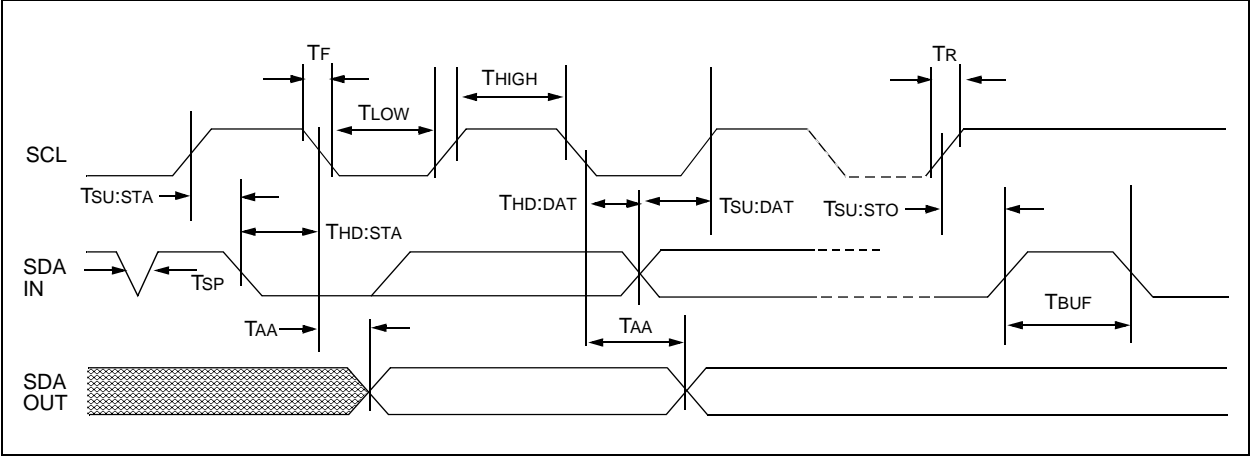 TF
TR
THIGH
TLOW
SCL
TSU:STA
THD:DAT
TSU:DAT
TSU:STO
THD:STA
SDA
IN
TSP
TBUF
TAA
TAA
SDA
OUT